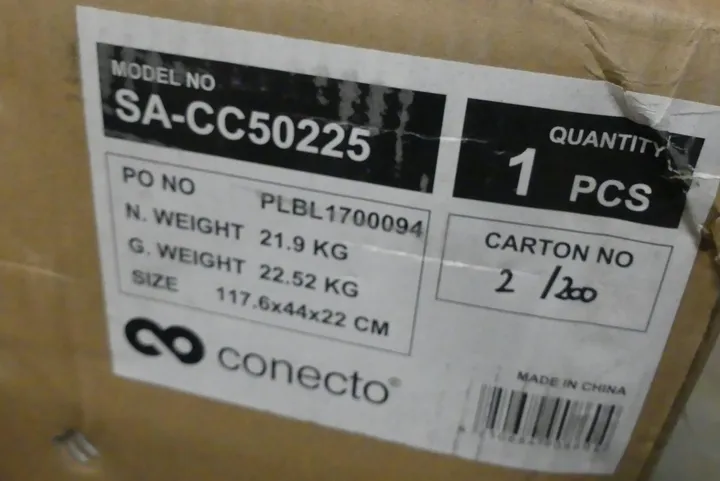 MODEL NO
SA-CC50225
QUANTITY
1 PCS
PO NO PLBL1700094
N. WEIGHT 21.9 KG
G. WEIGHT 22.52 KG
SIZE 117.6x44x22 CM
CARTON NO
2 /200
conecto®
MADE IN CHINA